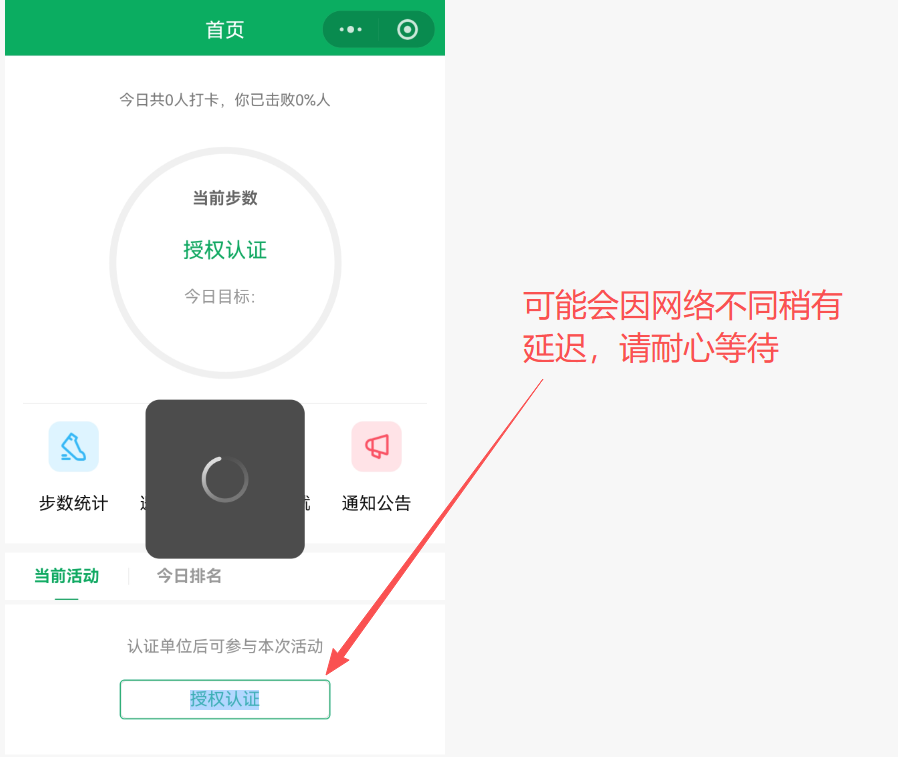 首页
今日共0人打卡，你已击败0%人
当前步数
授权认证
今日目标：
可能会因网络不同稍有
延迟，请耐心等待
步数统计
通知公告
当前活动
今日排名
认证单位后可参与本次活动
授权认证